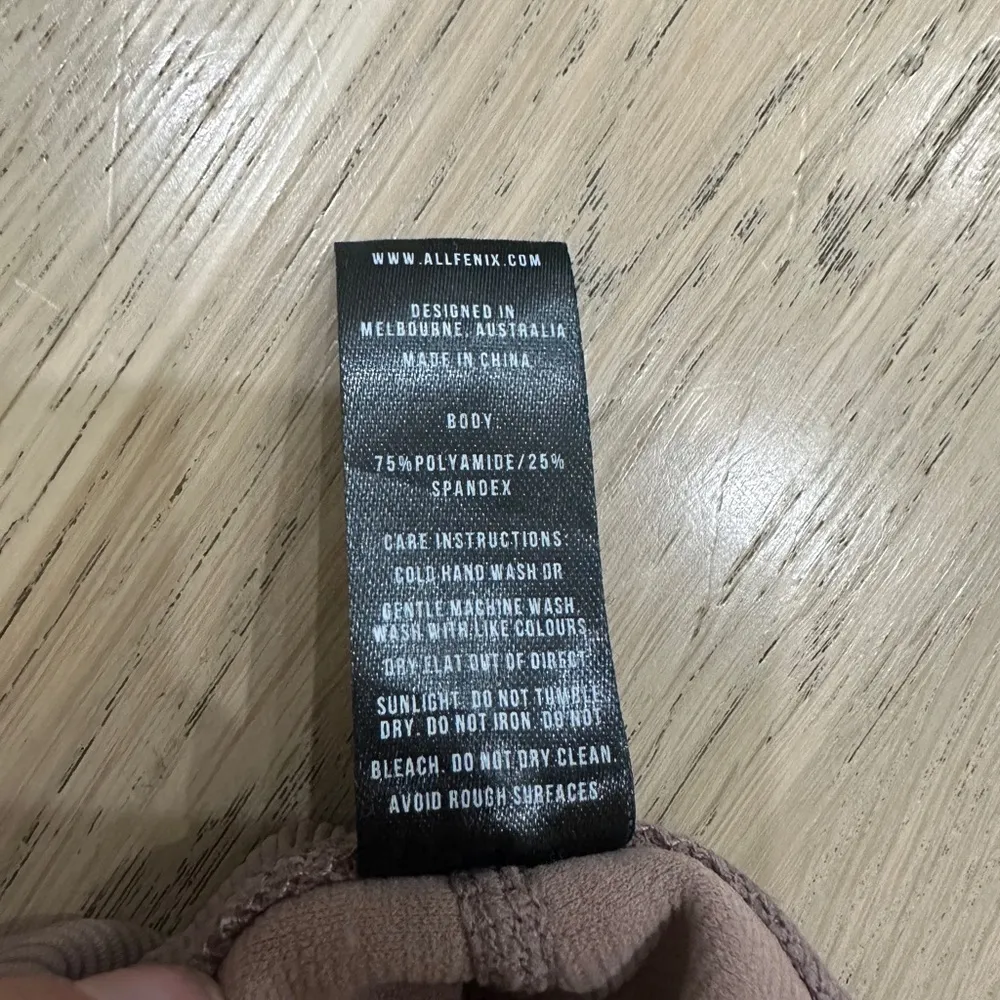 WWW.ALLFENIX.COM
DESIGNED IN
MELBOURNE, AUSTRALIA
MADE IN CHINA
BODY:
75%POLYAMIDE/25%
SPANDEX
CARE INSTRUCTIONS:
COLD HAND WASH OR
GENTLE MACHINE WASH.
WASH WITH LIKE COLOURS.
DRY FLAT OUT OF DIRECT
SUNLIGHT. DO NOT TUMBLE
DRY. DO NOT IRON. DO NOT
BLEACH. DO NOT DRY CLEAN.
AVOID ROUGH SURFACES.